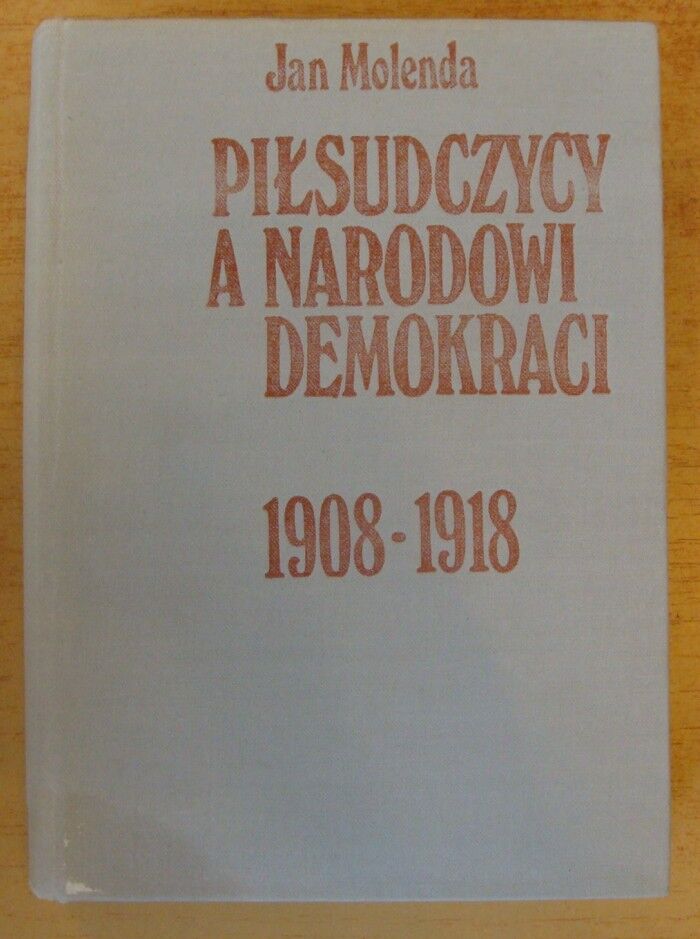 Jan Molenda
PIŁSUDCZYCY
A NARODOWI
DEMOKRACI
1908-1918